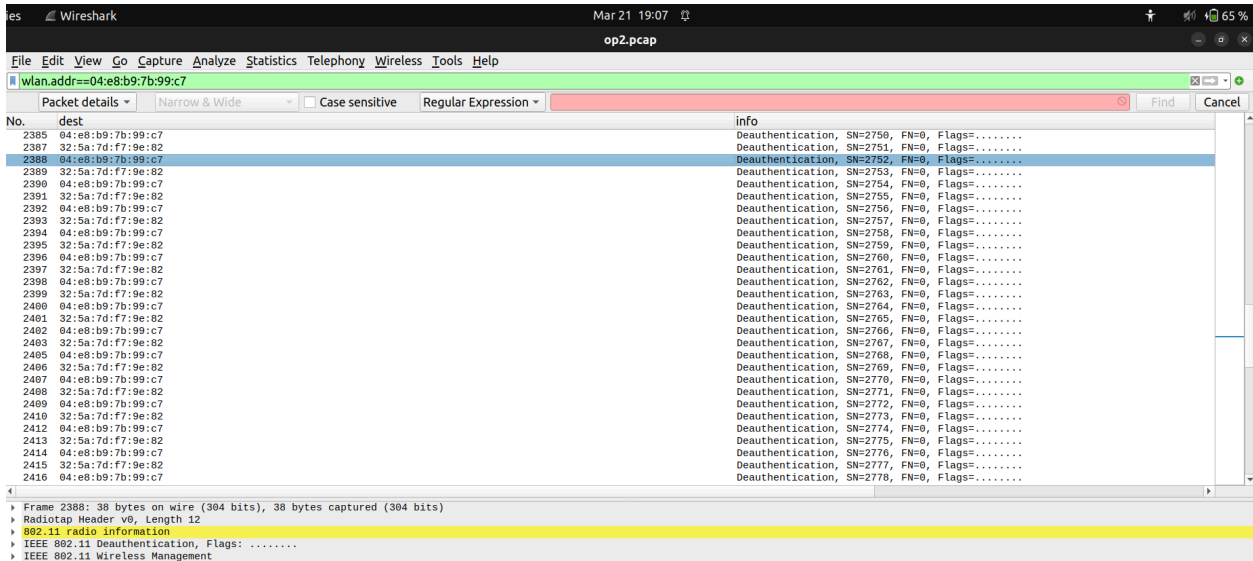 ies Wireshark Mar 21 19:07 65 %
op2.pcap
File Edit View Go Capture Analyze Statistics Telephony Wireless Tools Help
wlan.addr==04:e8:b9:7b:99:c7
Packet details Narrow & Wide Case sensitive Regular Expression Find Cancel
No. dest info
2385 04:e8:b9:7b:99:c7 Deauthentication, SN=2750, FN=0, Flags=........
2387 32:5a:7d:f7:9e:82 Deauthentication, SN=2751, FN=0, Flags=........
2388 04:e8:b9:7b:99:c7 Deauthentication, SN=2752, FN=0, Flags=........
2389 32:5a:7d:f7:9e:82 Deauthentication, SN=2753, FN=0, Flags=........
2390 04:e8:b9:7b:99:c7 Deauthentication, SN=2754, FN=0, Flags=........
2391 32:5a:7d:f7:9e:82 Deauthentication, SN=2755, FN=0, Flags=........
2392 04:e8:b9:7b:99:c7 Deauthentication, SN=2756, FN=0, Flags=........
2393 32:5a:7d:f7:9e:82 Deauthentication, SN=2757, FN=0, Flags=........
2394 04:e8:b9:7b:99:c7 Deauthentication, SN=2758, FN=0, Flags=........
2395 32:5a:7d:f7:9e:82 Deauthentication, SN=2759, FN=0, Flags=........
2396 04:e8:b9:7b:99:c7 Deauthentication, SN=2760, FN=0, Flags=........
2397 32:5a:7d:f7:9e:82 Deauthentication, SN=2761, FN=0, Flags=........
2398 04:e8:b9:7b:99:c7 Deauthentication, SN=2762, FN=0, Flags=........
2399 32:5a:7d:f7:9e:82 Deauthentication, SN=2763, FN=0, Flags=........
2400 04:e8:b9:7b:99:c7 Deauthentication, SN=2764, FN=0, Flags=........
2401 32:5a:7d:f7:9e:82 Deauthentication, SN=2765, FN=0, Flags=........
2402 04:e8:b9:7b:99:c7 Deauthentication, SN=2766, FN=0, Flags=........
2403 32:5a:7d:f7:9e:82 Deauthentication, SN=2767, FN=0, Flags=........
2405 04:e8:b9:7b:99:c7 Deauthentication, SN=2768, FN=0, Flags=........
2406 32:5a:7d:f7:9e:82 Deauthentication, SN=2769, FN=0, Flags=........
2407 04:e8:b9:7b:99:c7 Deauthentication, SN=2770, FN=0, Flags=........
2408 32:5a:7d:f7:9e:82 Deauthentication, SN=2771, FN=0, Flags=........
2409 04:e8:b9:7b:99:c7 Deauthentication, SN=2772, FN=0, Flags=........
2410 32:5a:7d:f7:9e:82 Deauthentication, SN=2773, FN=0, Flags=........
2412 04:e8:b9:7b:99:c7 Deauthentication, SN=2774, FN=0, Flags=........
2413 32:5a:7d:f7:9e:82 Deauthentication, SN=2775, FN=0, Flags=........
2414 04:e8:b9:7b:99:c7 Deauthentication, SN=2776, FN=0, Flags=........
2415 32:5a:7d:f7:9e:82 Deauthentication, SN=2777, FN=0, Flags=........
2416 04:e8:b9:7b:99:c7 Deauthentication, SN=2778, FN=0, Flags=........
Frame 2388: 38 bytes on wire (304 bits), 38 bytes captured (304 bits)
Radiotap Header v0, Length 12
802.11 radio information
IEEE 802.11 Deauthentication, Flags: ........
IEEE 802.11 Wireless Management